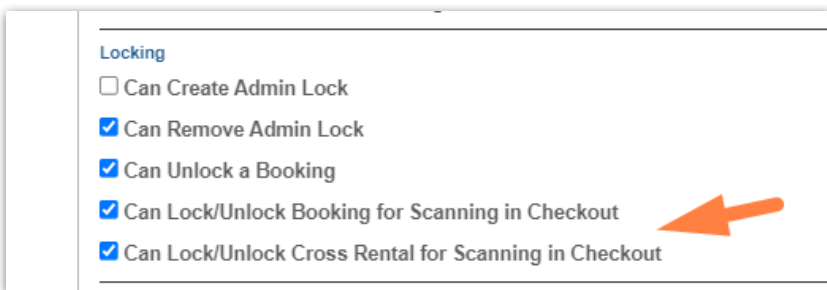 Locking
Can Create Admin Lock
Can Remove Admin Lock
Can Unlock a Booking
Can Lock/Unlock Booking for Scanning in Checkout
Can Lock/Unlock Cross Rental for Scanning in Checkout